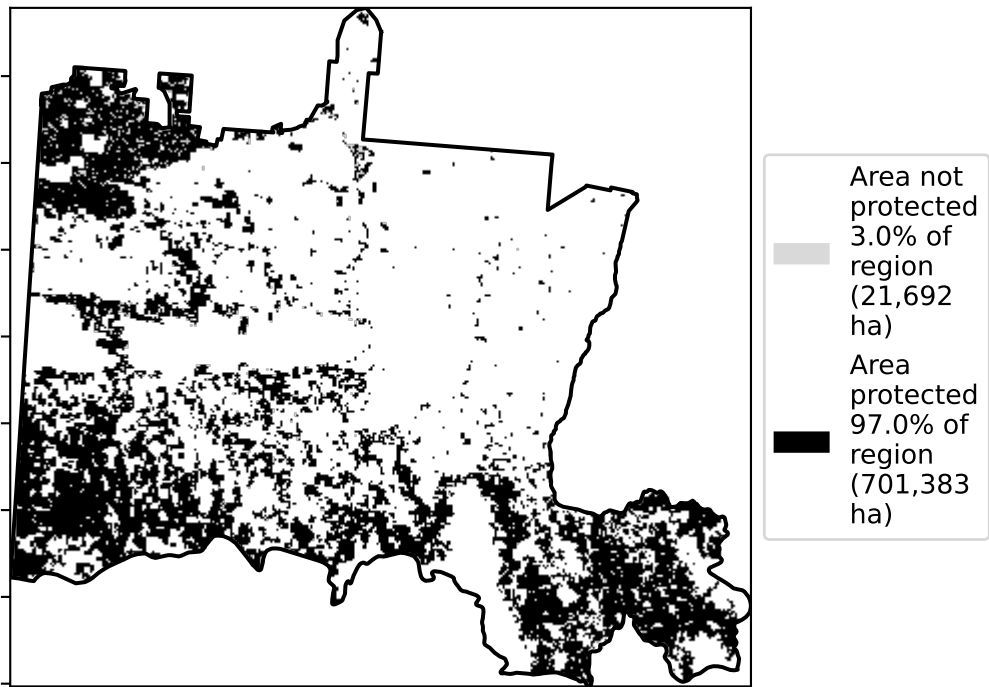 Area not
protected
3.0% of
region
(21,692
ha)
Area
protected
97.0% of
region
(701,383
ha)